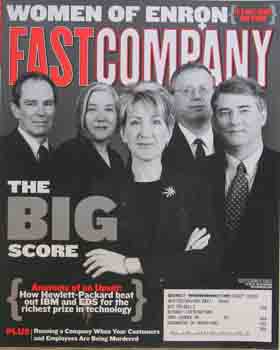 WOMEN OF ENRON
FAST COMPANY
THE
BIG
SCORE
Anatomy of an Upset:
How Hewlett-Packard beat
out IBM and EDS for the
richest prize in technology
PLUS: Running a Company When Your Customers
and Employees Are Being Murdered